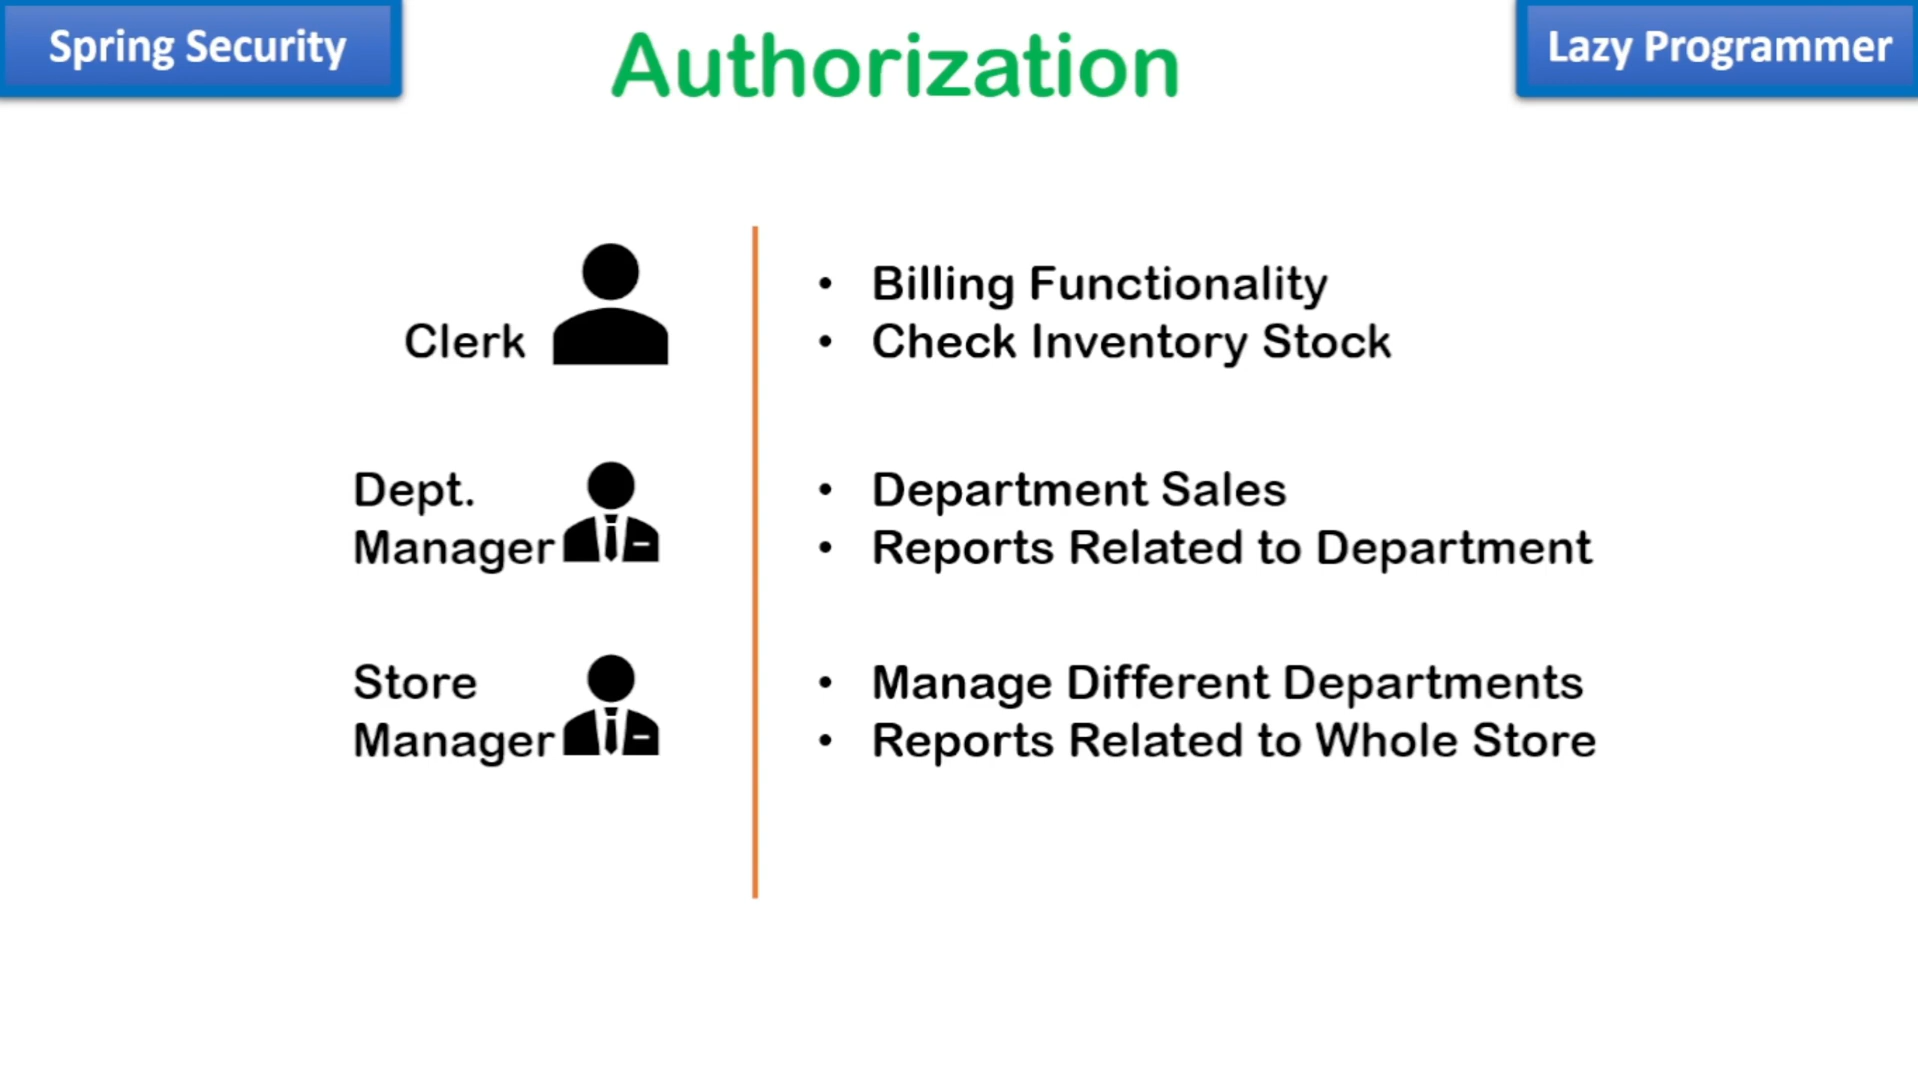 Spring Security
Authorization
Lazy Programmer
Clerk
• Billing Functionality
• Check Inventory Stock
Dept.
Manager
• Department Sales
• Reports Related to Department
Store
Manager
• Manage Different Departments
• Reports Related to Whole Store